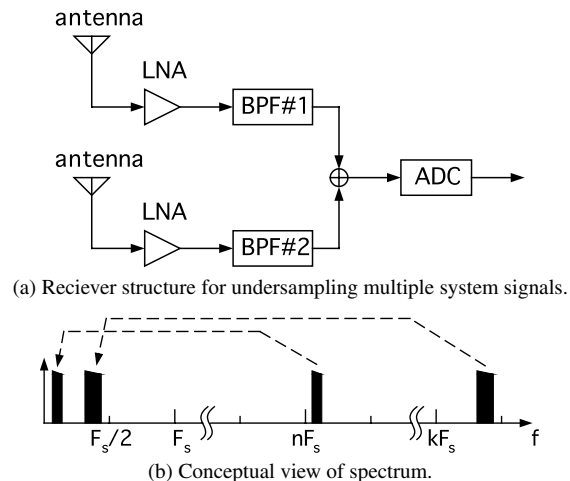 antenna
LNA
BPF#1
antenna
ADC
LNA
BPF#2
(a) Reciever structure for undersampling multiple system signals.
Fs/2 Fs nFs kFs f
(b) Conceptual view of spectrum.